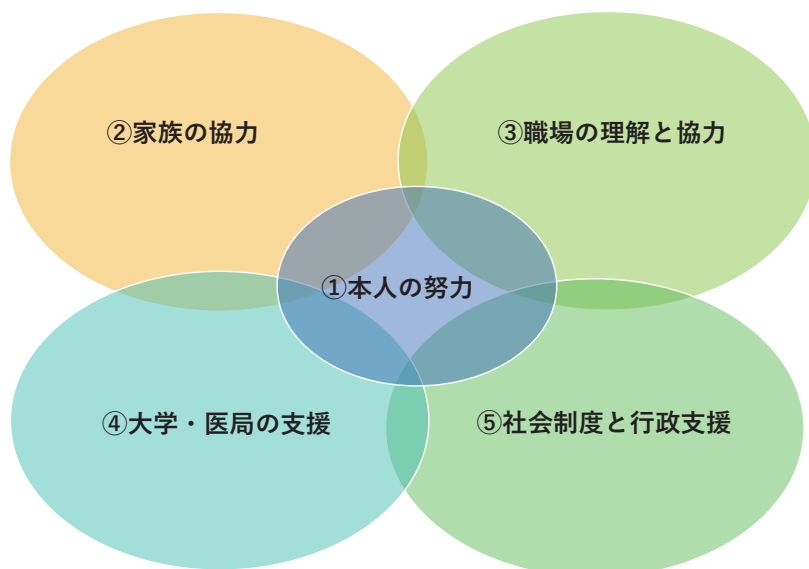 ②家族の協力
③職場の理解と協力
①本人の努力
④大学・医局の支援
⑤社会制度と行政支援